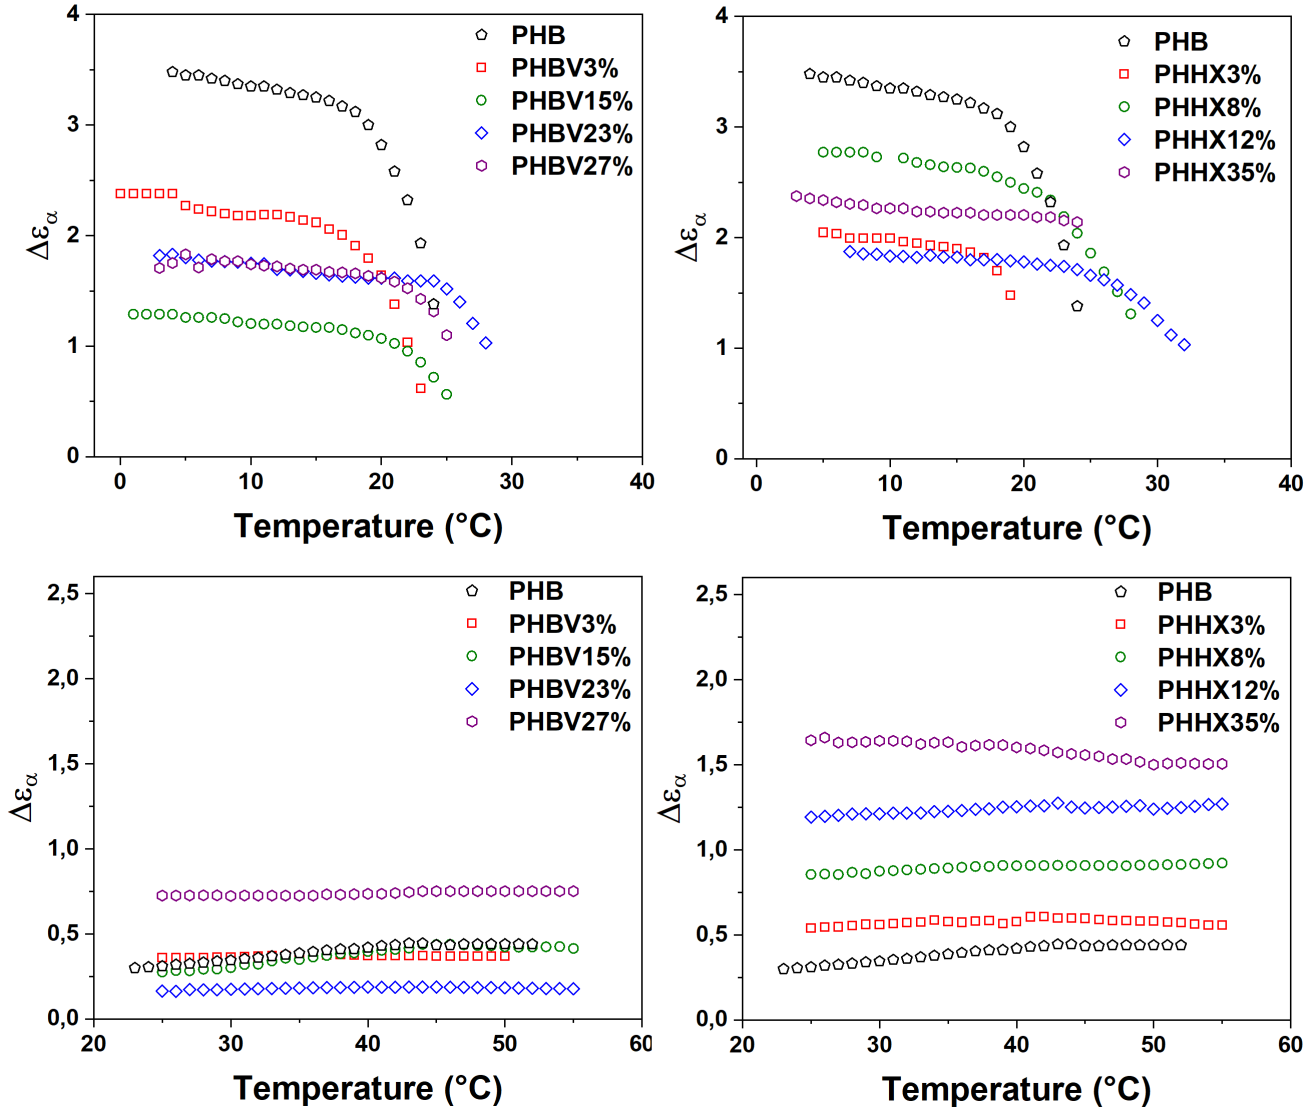 4
3
2
1
0
Δεα
0
10
20
30
40
Temperature (°C)
PHB
PHBV3%
PHBV15%
PHBV23%
PHBV27%
4
3
2
1
0
Δεα
0
10
20
30
40
Temperature (°C)
PHB
PHHX3%
PHHX8%
PHHX12%
PHHX35%
2,5
2,0
1,5
1,0
0,5
0,0
Δεα
20
30
40
50
60
Temperature (°C)
PHB
PHBV3%
PHBV15%
PHBV23%
PHBV27%
2,5
2,0
1,5
1,0
0,5
0,0
Δεα
20
30
40
50
60
Temperature (°C)
PHB
PHHX3%
PHHX8%
PHHX12%
PHHX35%